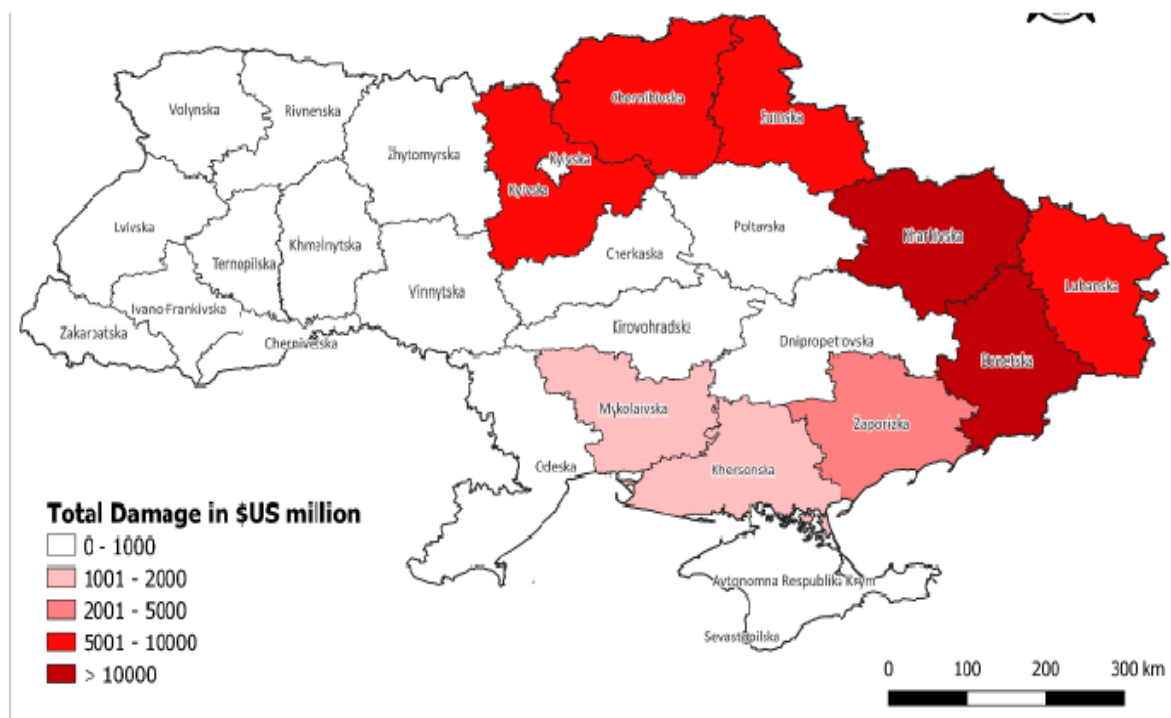 Chernihivska
Sumska
Volynska
Rivnenska
Zhytomyrska
Kyivska
Kyivska
Lvivska
Ternopilska
Khmelnytska
Cherkaska
Poltavska
Kharkivska
Luhanska
Vinnytska
Ivano-Frankivska
Zakarpatska
Chernivetska
Kirovohradska
Dnipropetrovska
Donetska
Mykolaivska
Zaporizka
Odeska
Khersonska
Avtonomna Respublika Krym
Sevastopilska
Total Damage in $US million
0 - 1000
1001 - 2000
2001 - 5000
5001 - 10000
> 10000
0 100 200 300 km